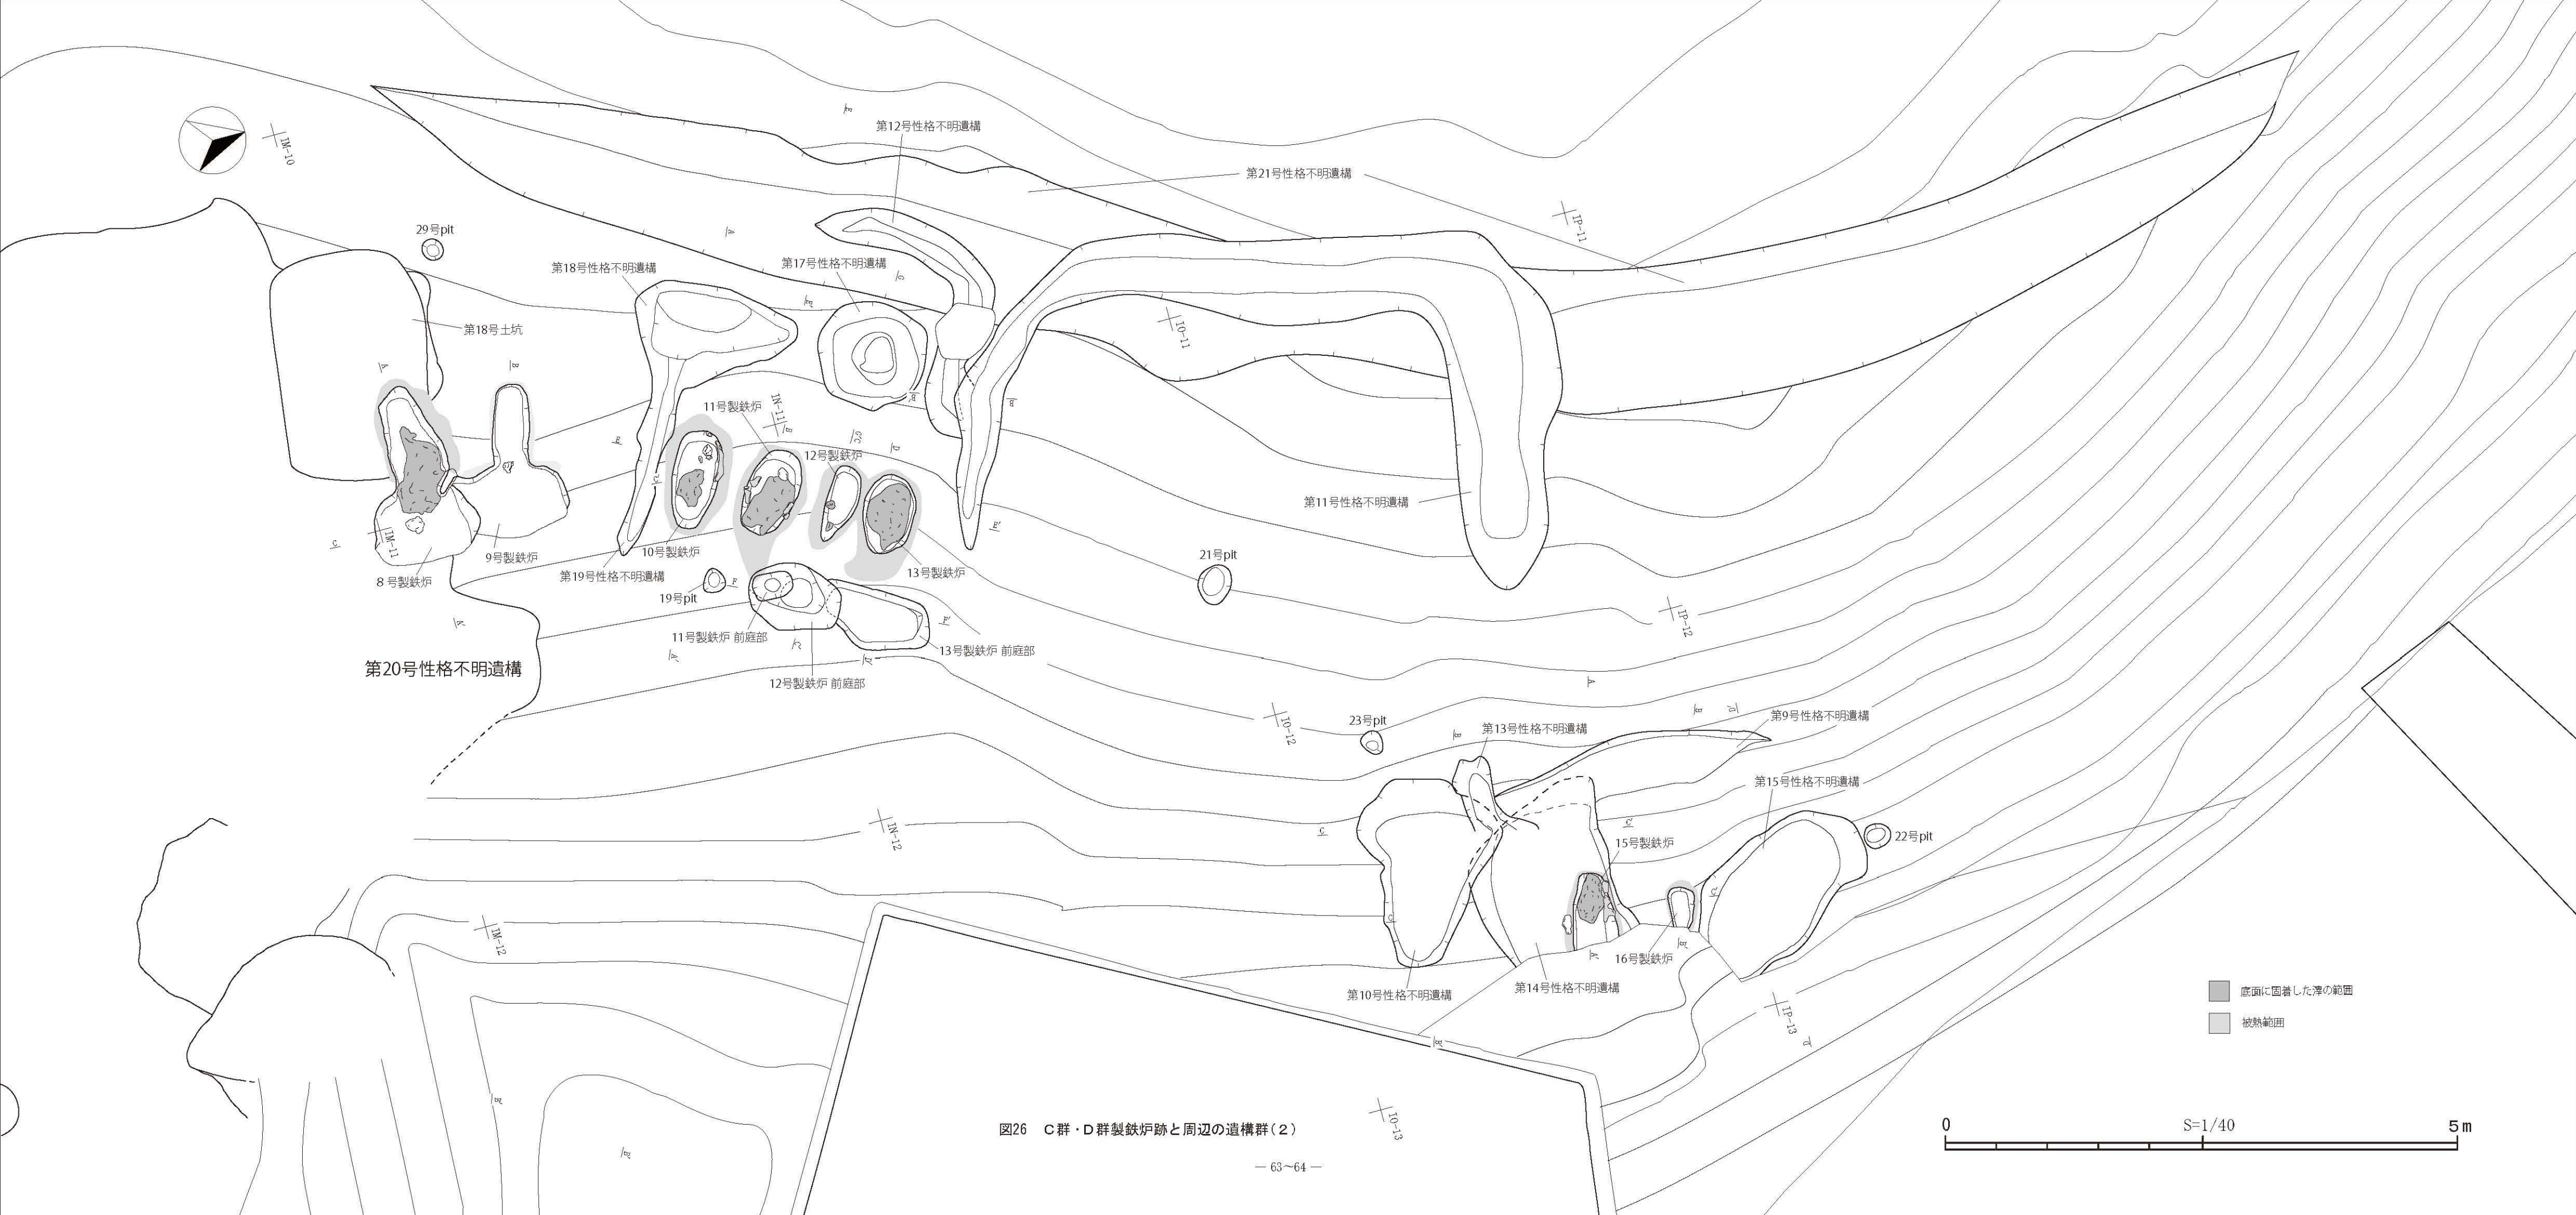 第12号性格不明遺構
IM-10
第21号性格不明遺構
IP-11
29号pit
第18号性格不明遺構
第17号性格不明遺構
第18号土坑
IO-11
11号製鉄炉
IN-11
12号製鉄炉
第11号性格不明遺構
IM-11
9号製鉄炉
10号製鉄炉
8号製鉄炉
第19号性格不明遺構
13号製鉄炉
21号pit
19号pit
IP-12
11号製鉄炉 前庭部
13号製鉄炉 前庭部
第20号性格不明遺構
12号製鉄炉 前庭部
IO-12
23号pit
第13号性格不明遺構
第9号性格不明遺構
第15号性格不明遺構
IN-12
15号製鉄炉
22号pit
IM-12
16号製鉄炉
第10号性格不明遺構
第14号性格不明遺構
IP-13
底面に固着した滓の範囲
被熱範囲
IO-13
図26 C群・D群製鉄炉跡と周辺の遺構群(2)
― 63～64 ―
0 S=1/40 5m